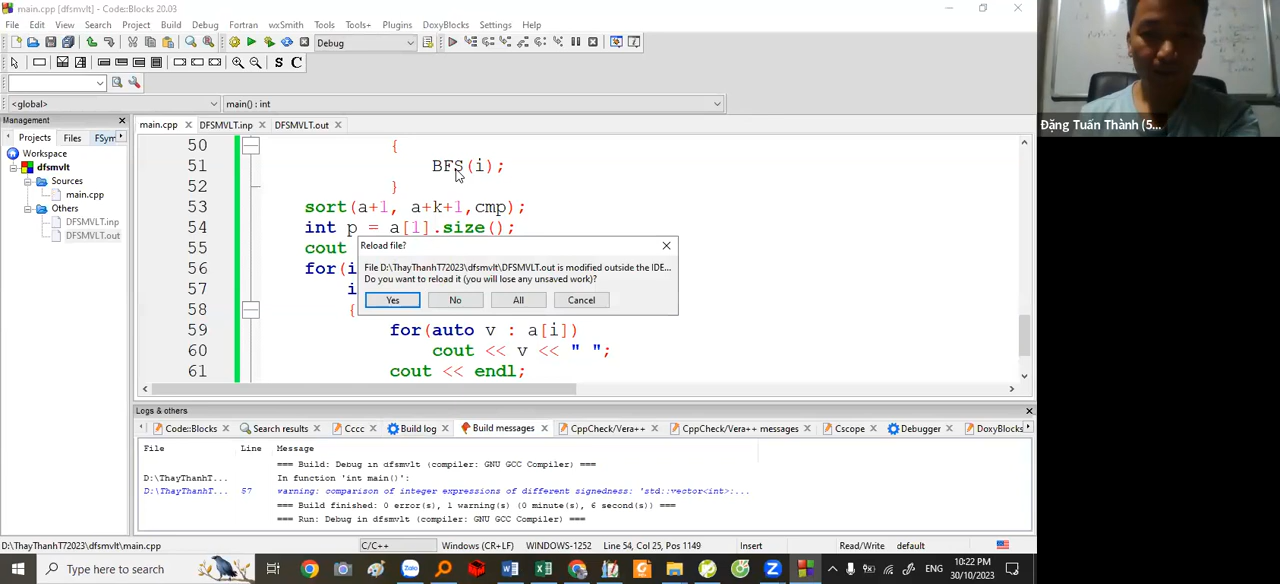 main.cpp [dfsmvlt] - Code::Blocks 20.03
File Edit View Search Project Build Debug Fortran wxSmith Tools Tools+ Plugins DoxyBlocks Settings Help
Debug
S C
<global> main() : int
Management
Projects Files FSym
Workspace
dfsmvlt
Sources
main.cpp
Others
DFSMVLT.inp
DFSMVLT.out
main.cpp DFSMVLT.inp DFSMVLT.out
50 {
51 BFS(i);
52 }
53 sort(a+1, a+k+1,cmp);
54 int p = a[1].size();
55 cout
56 for(i
57 i
58 {
59 for(auto v : a[i])
60 cout << v << " ";
61 cout << endl;
Reload file?
File D:\ThayThanhT72023\dfsmvlt\DFSMVLT.out is modified outside the IDE...
Do you want to reload it (you will lose any unsaved work)?
Yes No All Cancel
Logs & others
Code::Blocks Search results Cccc Build log Build messages CppCheck/Vera++ CppCheck/Vera++ messages Cscope Debugger DoxyBlocks
File Line Message
=== Build: Debug in dfsmvlt (compiler: GNU GCC Compiler) ===
D:\ThayThanhT... In function 'int main()':
D:\ThayThanhT... 57 warning: comparison of integer expressions of different signedness: 'std::vector<int>:...
=== Build finished: 0 error(s), 1 warning(s) (0 minute(s), 6 second(s)) ===
=== Run: Debug in dfsmvlt (compiler: GNU GCC Compiler) ===
D:\ThayThanhT72023\dfsmvlt\main.cpp C/C++ Windows (CR+LF) WINDOWS-1252 Line 54, Col 25, Pos 1149 Insert Read/Write default
Type here to search
ENG
10:22 PM
30/10/2023
Đặng Tuấn Thành (5...